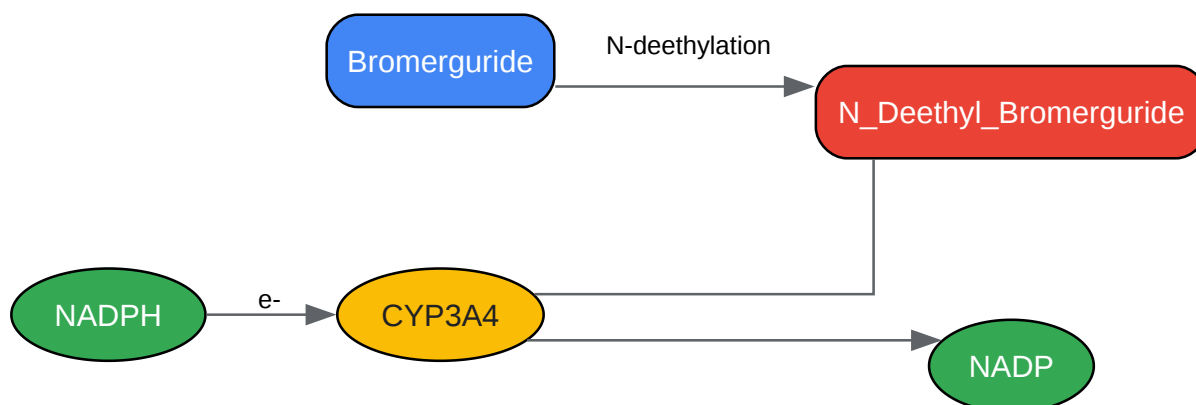 N-deethylation
Bromerguride
N_Deethyl_Bromerguride
e-
NADPH
CYP3A4
NADP